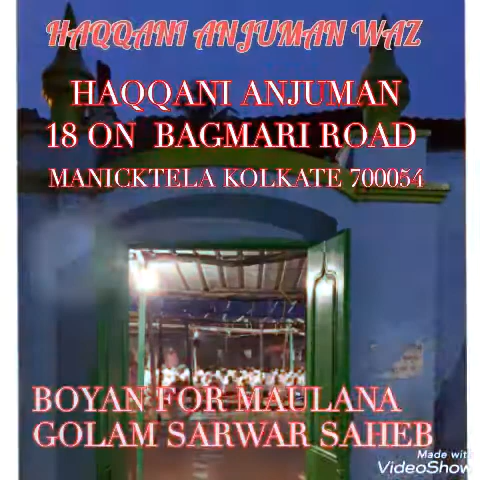 HAQQANI ANJUMAN WAZ
HAQQANI ANJUMAN
18 ON BAGMARI ROAD
MANICKTELA KOLKATE 700054
BOYAN FOR MAULANA
GOLAM SARWAR SAHEB
Made with
VideoShow